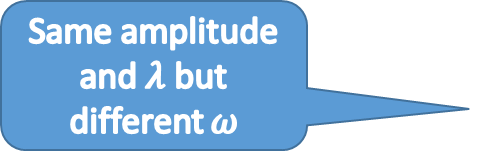 Same amplitude
and λ but
different ω